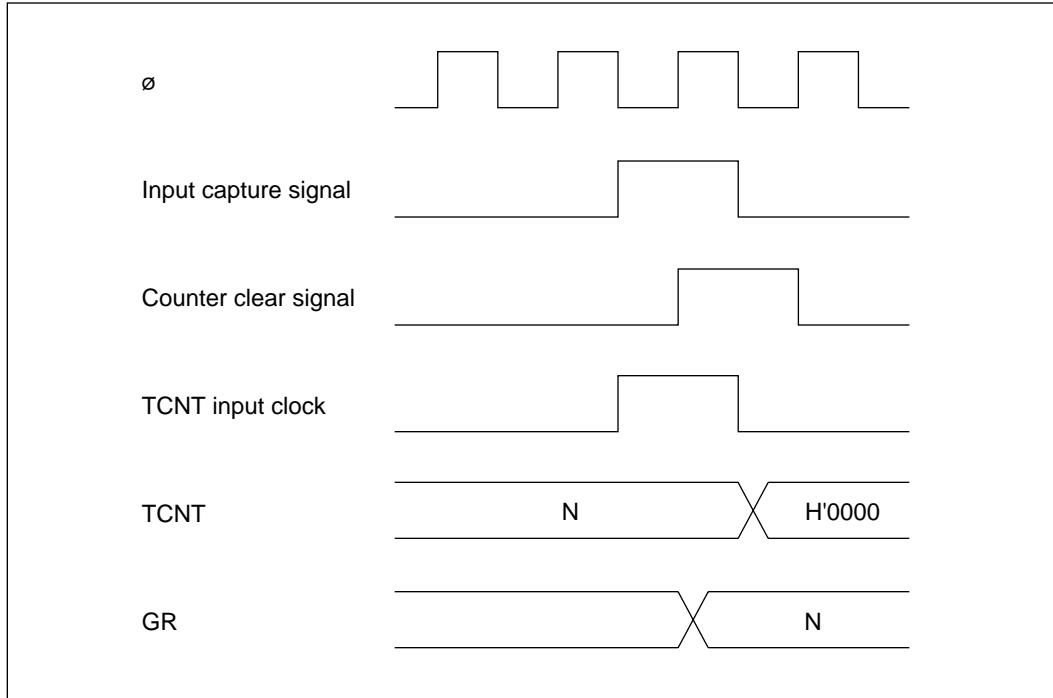 ø
Input capture signal
Counter clear signal
TCNT input clock
TCNT
N
H'0000
GR
N